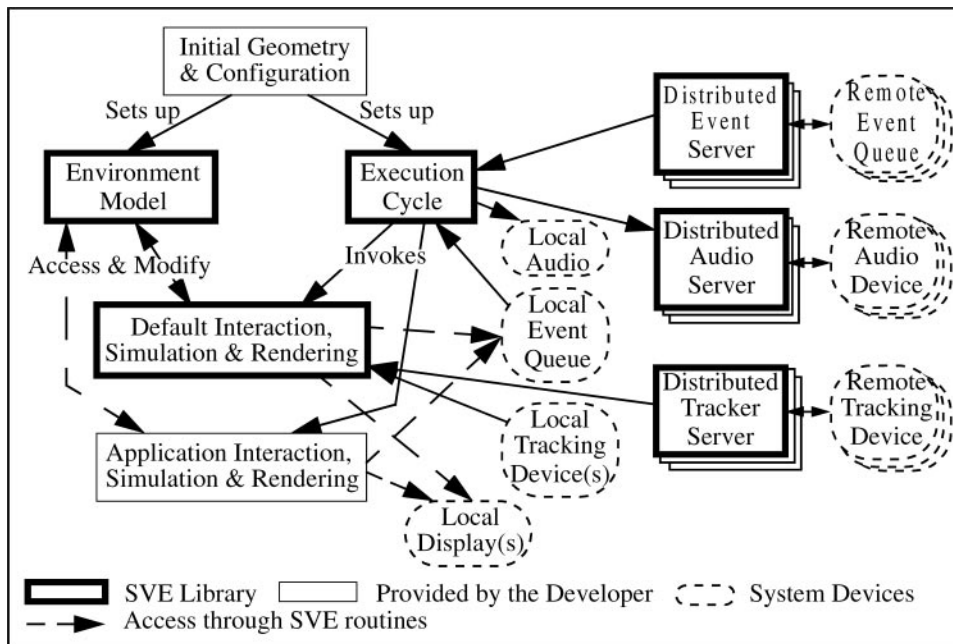 Initial Geometry
& Configuration
Sets up
Sets up
Environment
Model
Execution
Cycle
Distributed
Event
Server
Remote
Event
Queue
Access & Modify
Invokes
Local
Audio
Distributed
Audio
Server
Remote
Audio
Device
Default Interaction,
Simulation & Rendering
Local
Event
Queue
Application Interaction,
Simulation & Rendering
Local
Tracking
Device(s)
Distributed
Tracker
Server
Remote
Tracking
Device
Local
Display(s)
SVE Library
Provided by the Developer
System Devices
Access through SVE routines